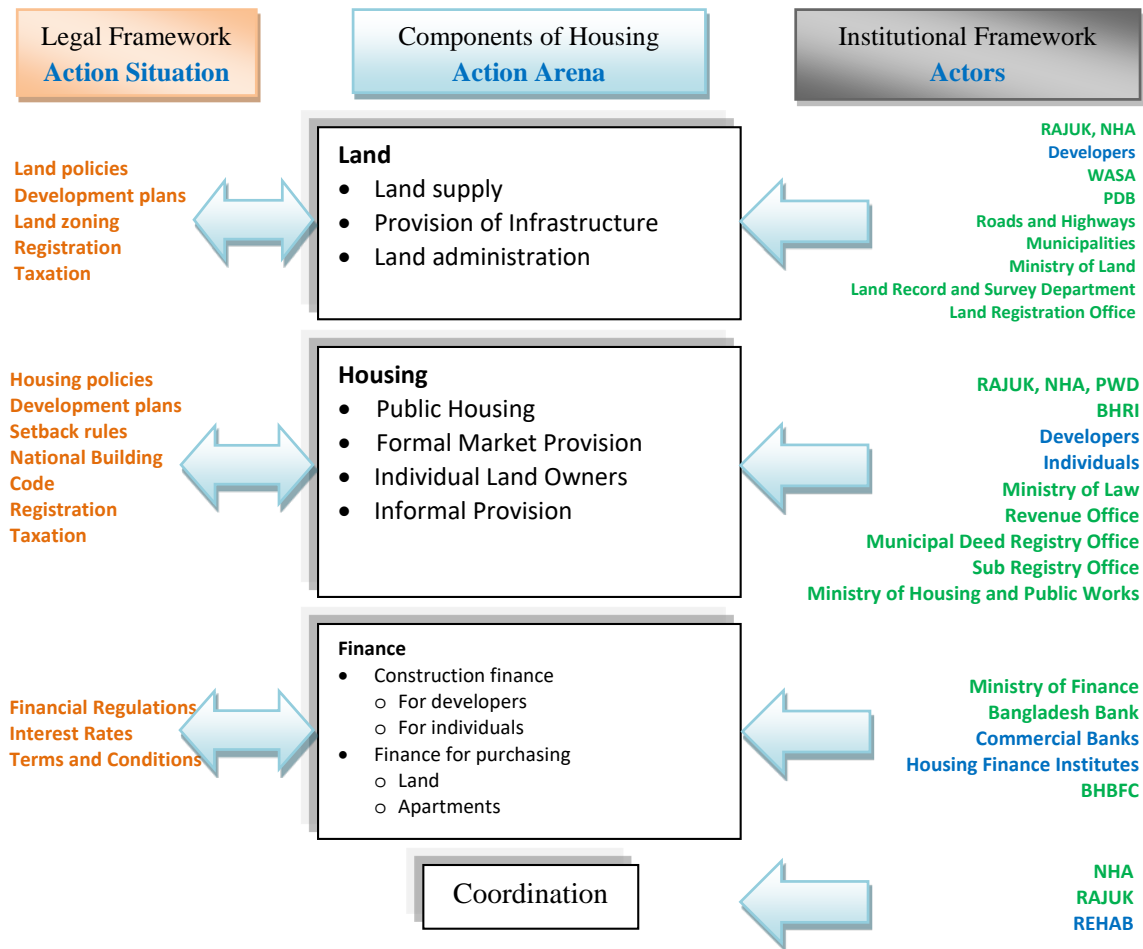 Legal Framework
Action Situation
Components of Housing
Action Arena
Institutional Framework
Actors
Land policies
Development plans
Land zoning
Registration
Taxation
Land
• Land supply
• Provision of Infrastructure
• Land administration
RAJUK, NHA
Developers
WASA
PDB
Roads and Highways
Municipalities
Ministry of Land
Land Record and Survey Department
Land Registration Office
Housing policies
Development plans
Setback rules
National Building
Code
Registration
Taxation
Housing
• Public Housing
• Formal Market Provision
• Individual Land Owners
• Informal Provision
RAJUK, NHA, PWD
BHRI
Developers
Individuals
Ministry of Law
Revenue Office
Municipal Deed Registry Office
Sub Registry Office
Ministry of Housing and Public Works
Financial Regulations
Interest Rates
Terms and Conditions
Finance
• Construction finance
o For developers
o For individuals
• Finance for purchasing
o Land
o Apartments
Ministry of Finance
Bangladesh Bank
Commercial Banks
Housing Finance Institutes
BHBFC
Coordination
NHA
RAJUK
REHAB